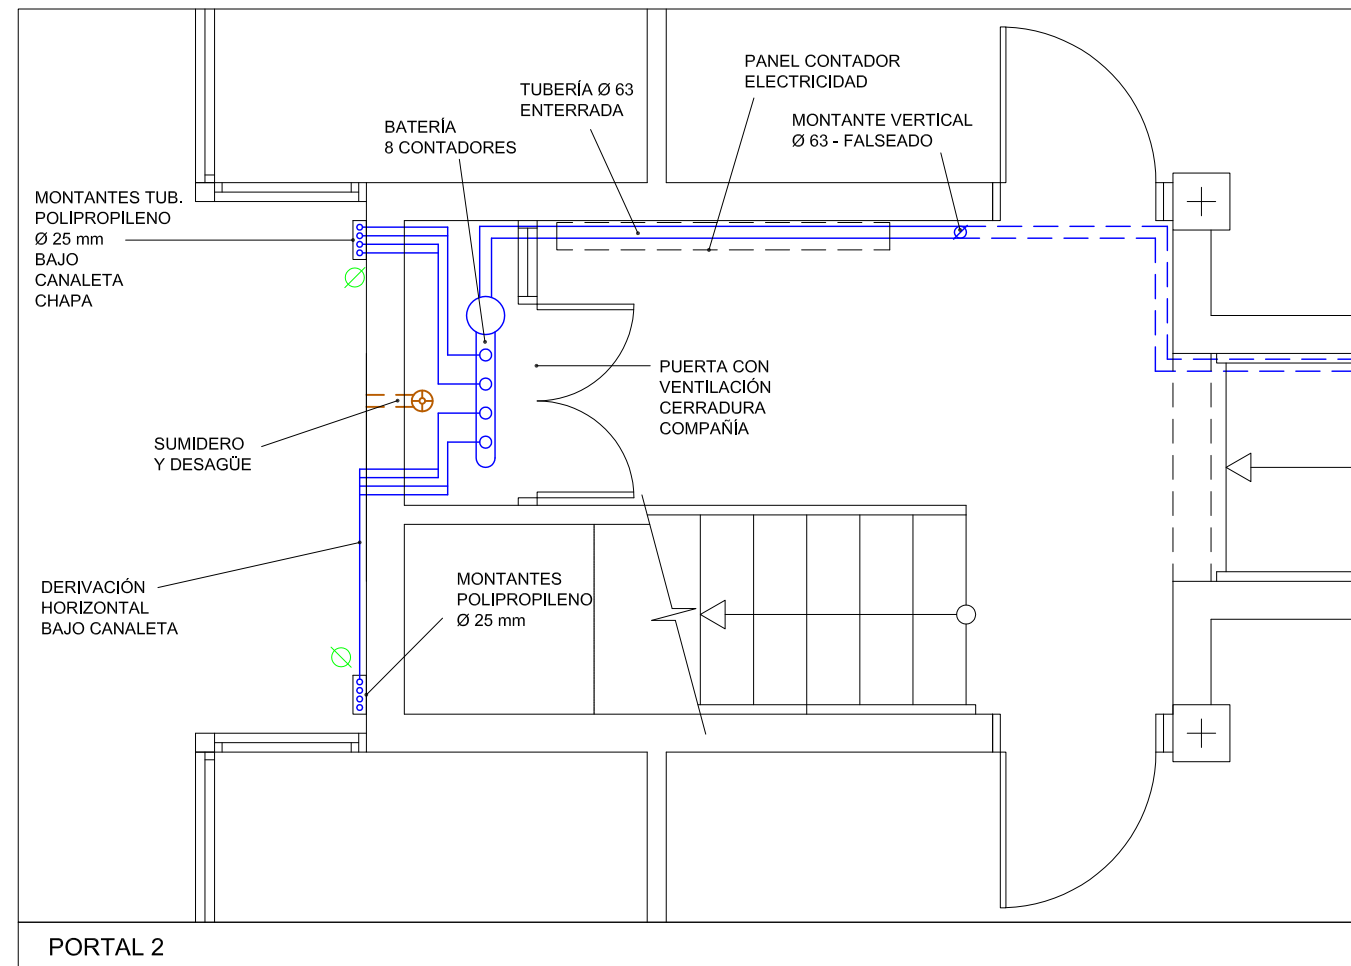 PANEL CONTADOR
ELECTRICIDAD
TUBERÍA Ø 63
ENTERRADA
MONTANTE VERTICAL
Ø 63 - FALSEADO
BATERÍA
8 CONTADORES
MONTANTES TUB.
POLIPROPILENO
Ø 25 mm
BAJO
CANALETA
CHAPA
PUERTA CON
VENTILACIÓN
CERRADURA
COMPAÑÍA
SUMIDERO
Y DESAGÜE
DERIVACIÓN
HORIZONTAL
BAJO CANALETA
MONTANTES
POLIPROPILENO
Ø 25 mm
PORTAL 2